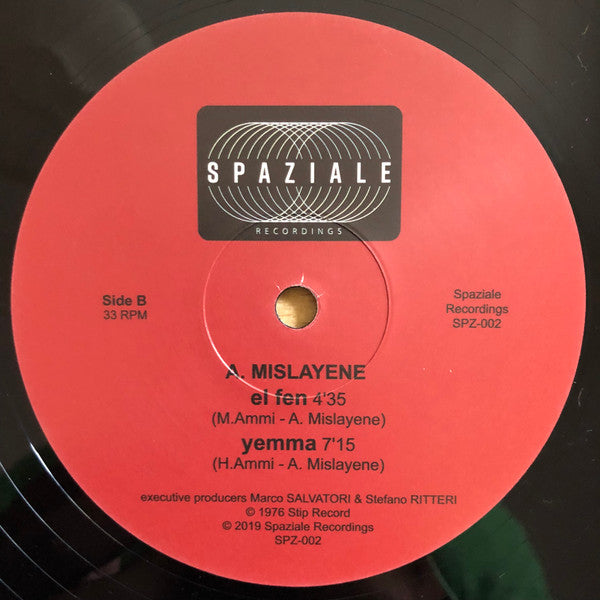 SPAZIALE
RECORDINGS
Side B
33 RPM
Spaziale
Recordings
SPZ-002
A. MISLAYENE
el fen 4'35
(M.Ammi - A. Mislayene)
yemma 7'15
(H.Ammi - A. Mislayene)
executive producers Marco SALVATORI & Stefano RITTERI
© 1976 Stip Record
© 2019 Spaziale Recordings
SPZ-002